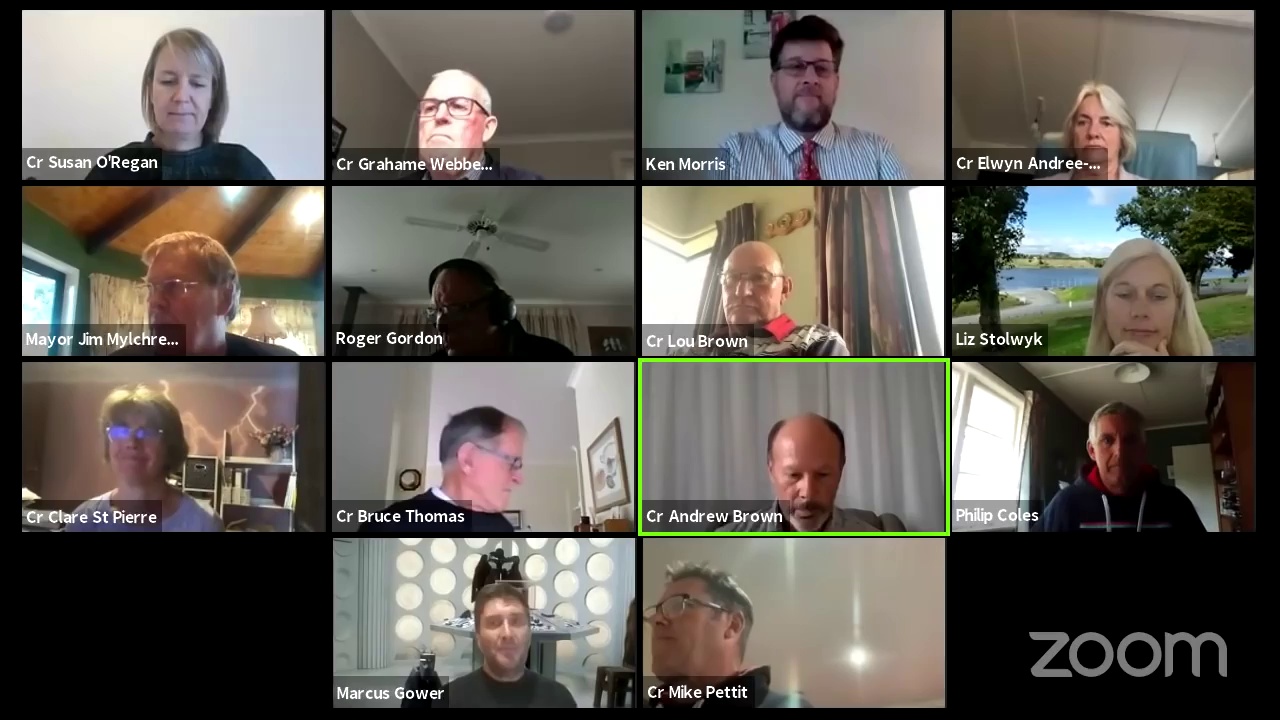 Cr Susan O'Regan
Cr Grahame Webbe...
Ken Morris
Cr Elwyn Andree-...
Mayor Jim Mylchre...
Roger Gordon
Cr Lou Brown
Liz Stolwyk
Cr Clare St Pierre
Cr Bruce Thomas
Cr Andrew Brown
Philip Coles
Marcus Gower
Cr Mike Pettit
zoom